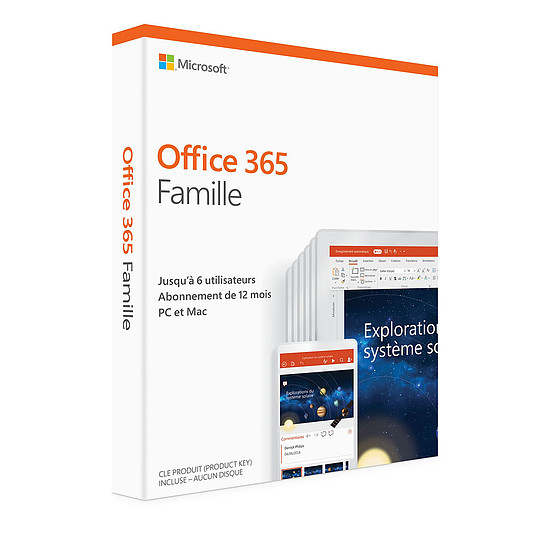 Microsoft
Office 365
Famille
Office 365 Famille
Jusqu'à 6 utilisateurs
Abonnement de 12 mois
PC et Mac
Exploration
système so
Explorations du
système solaire
Commentaires
CLE PRODUIT (PRODUCT KEY)
INCLUSE – AUCUN DISQUE